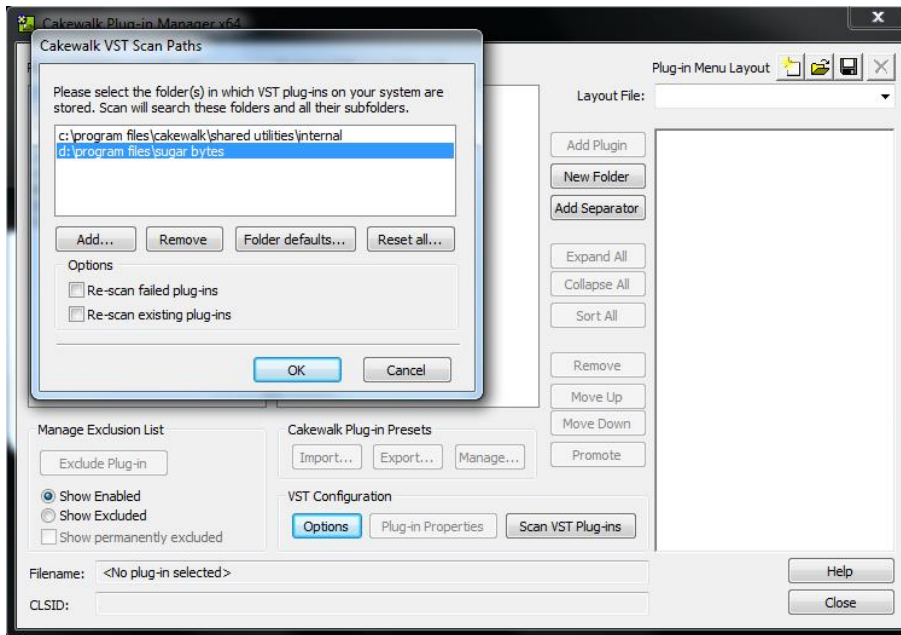 Cakewalk Plug-in Manager x64
x
Cakewalk VST Scan Paths
Please select the folder(s) in which VST plug-ins on your system are
stored. Scan will search these folders and all their subfolders.
c:\program files\cakewalk\shared utilities\internal
d:\program files\sugar bytes
Add...
Remove
Folder defaults...
Reset all...
Options
Re-scan failed plug-ins
Re-scan existing plug-ins
OK
Cancel
Plug-in Menu Layout
Layout File:
Add Plugin
New Folder
Add Separator
Expand All
Collapse All
Sort All
Remove
Move Up
Move Down
Promote
Manage Exclusion List
Exclude Plug-in
Show Enabled
Show Excluded
Show permanently excluded
Cakewalk Plug-in Presets
Import...
Export...
Manage...
VST Configuration
Options
Plug-in Properties
Scan VST Plug-ins
Filename:
<No plug-in selected>
CLSID:
Help
Close